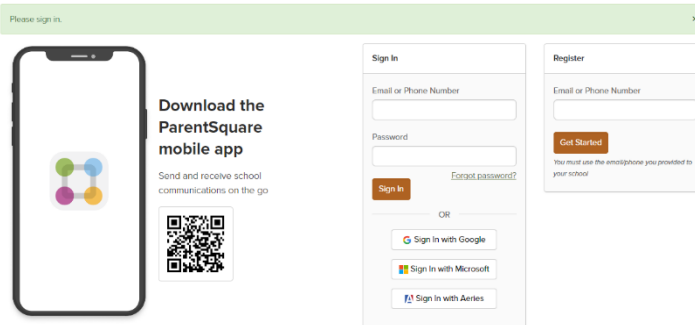 Please sign in.
Download the
ParentSquare
mobile app
Send and receive school
communications on the go
Sign In
Email or Phone Number
Password
Forgot password?
Sign In
OR
Sign In with Google
Sign In with Microsoft
Sign In with Aeries
Register
Email or Phone Number
Get Started
You must use the email/phone you provided to
your school